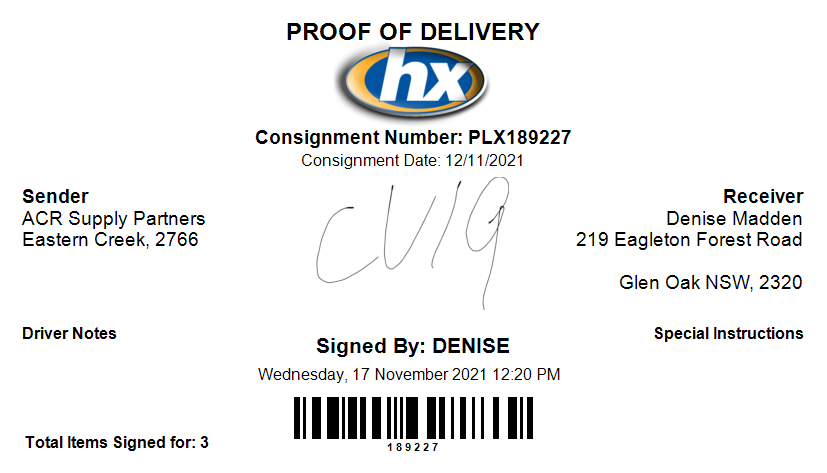 PROOF OF DELIVERY
hx
Consignment Number: PLX189227
Consignment Date: 12/11/2021
Sender
ACR Supply Partners
Eastern Creek, 2766
Receiver
Denise Madden
219 Eagleton Forest Road
Glen Oak NSW, 2320
Driver Notes
Special Instructions
Signed By: DENISE
Wednesday, 17 November 2021 12:20 PM
189227
Total Items Signed for: 3